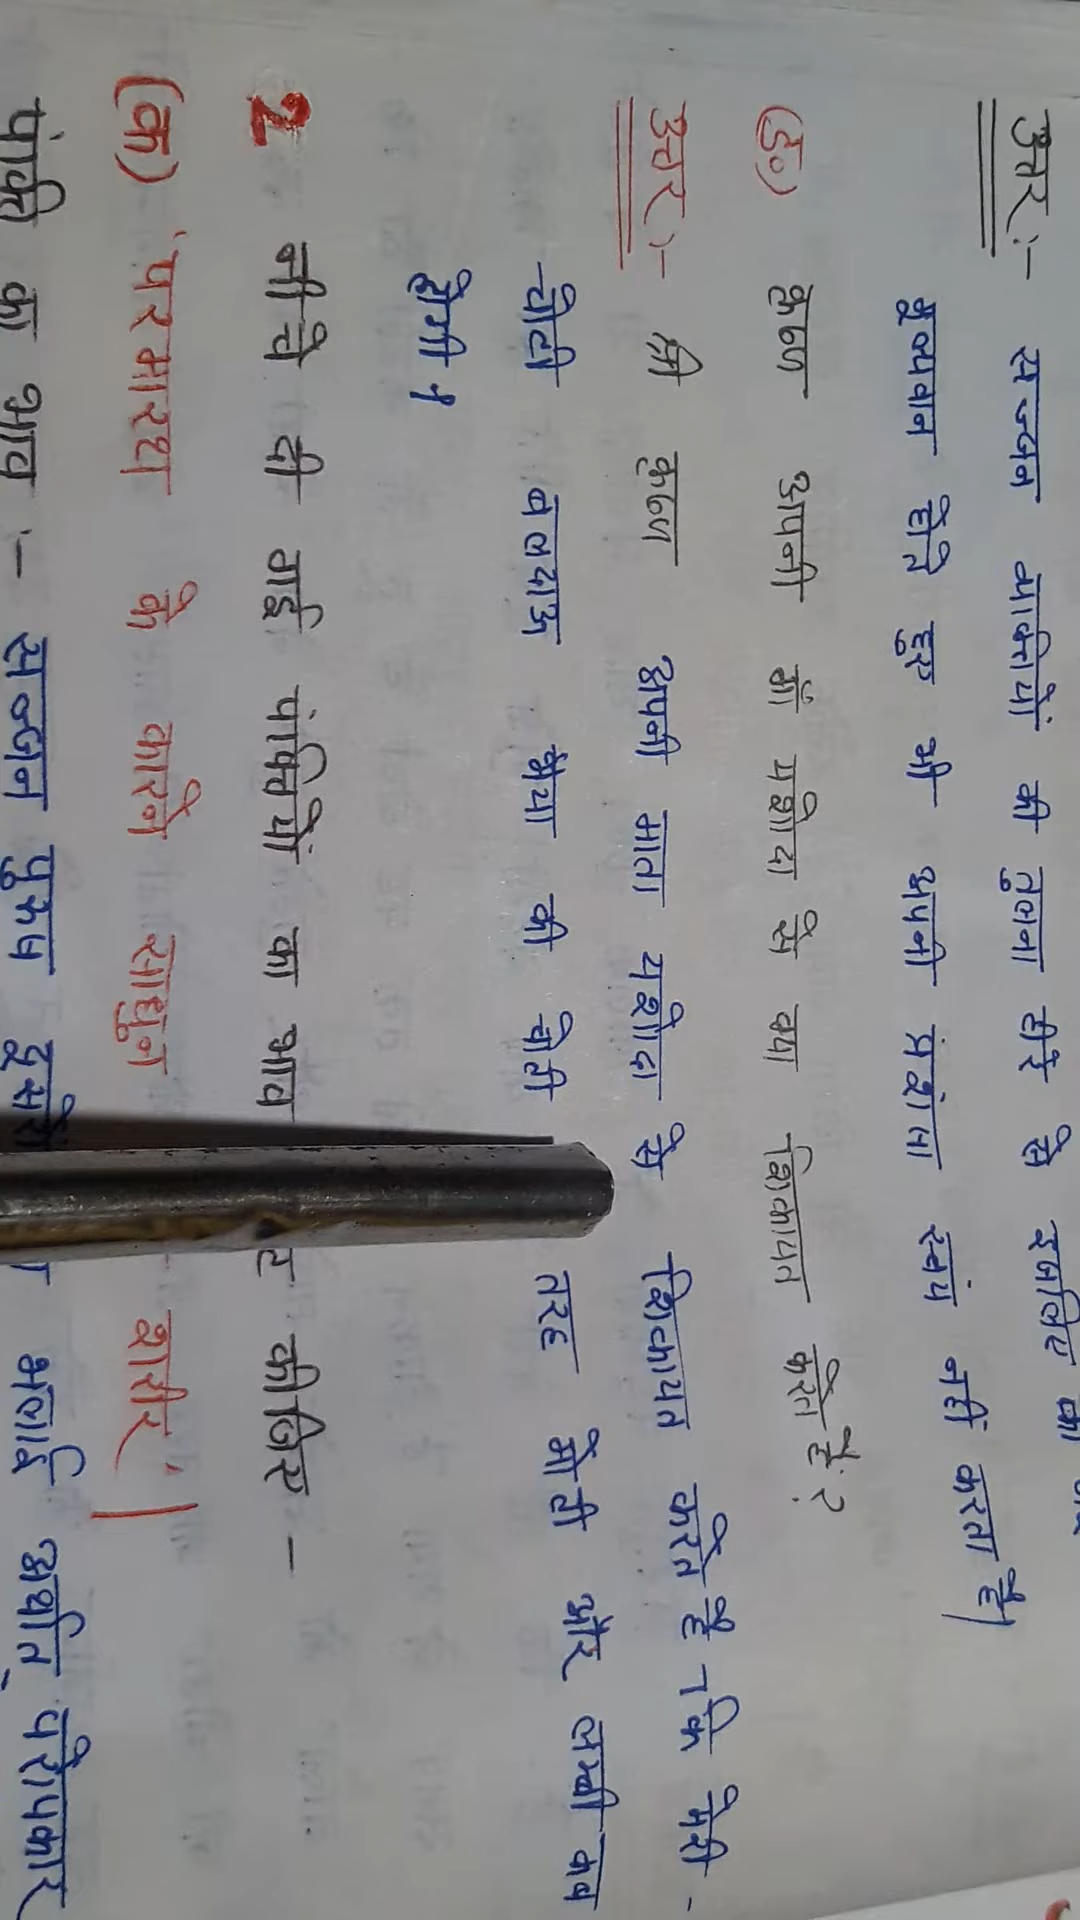 उत्तर:- सज्जन व्यक्तियों की तुलना हीरे से इसलिए की
मूल्यवान होते हुए भी अपनी प्रशंसा स्वंय नहीं करता है।
(ड०) कृष्ण अपनी माँ यशोदा से क्या शिकायत करते हैं?
उत्तर:- श्री कृष्ण अपनी माता यशोदा से शिकायत करते है कि मेरी -
चोटी बलदाऊ भैया की चोटी तरह मोटी और लम्बी कब
होगी।
2 नीचे दी गई पंक्तियों का भाव कीजिए -
(क) 'परमारथ के कारने साधुन शरीर'।
पंक्ति का भाव :- सज्जन पुरुष भलाई अर्थात् परोपकार